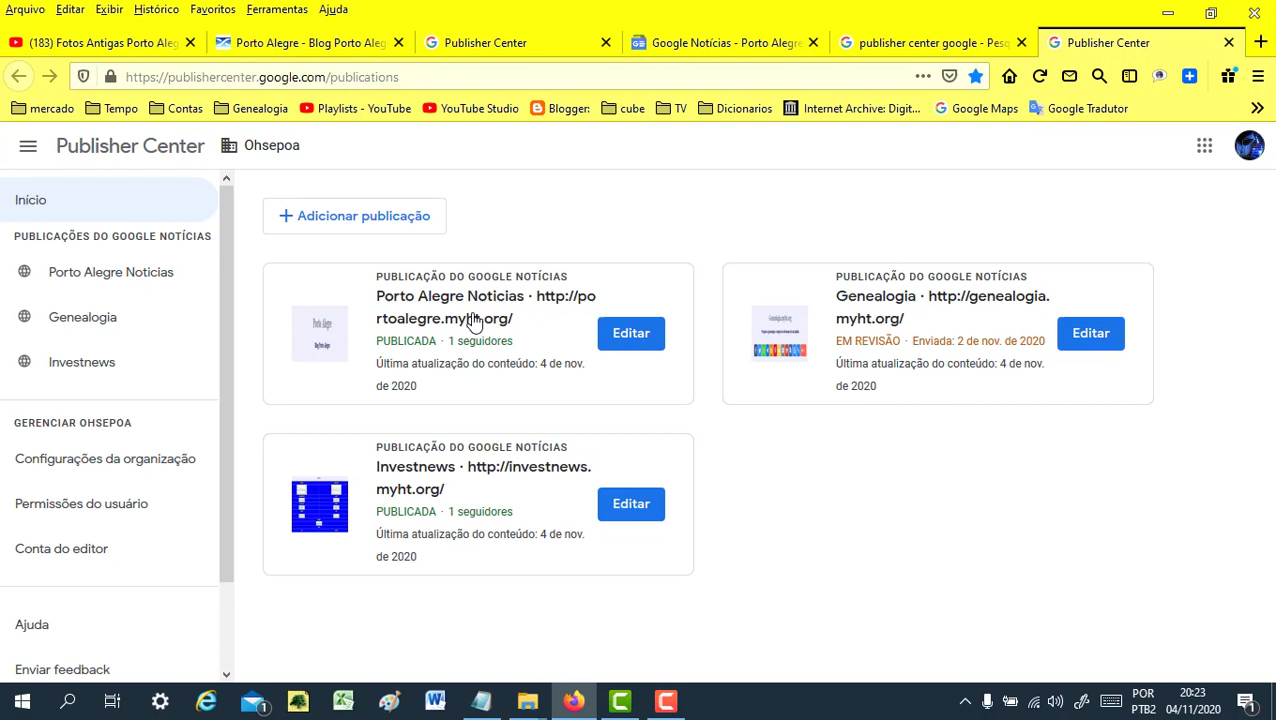 Arquivo Editar Exibir Histórico Favoritos Ferramentas Ajuda
(183) Fotos Antigas Porto Aleg
Porto Alegre - Blog Porto Aleg
Publisher Center
Google Notícias - Porto Alegre
publisher center google - Pesq
Publisher Center
https://publishercenter.google.com/publications
mercado Tempo Contas Genealogia Playlists - YouTube YouTube Studio Blogger: cube TV Dicionarios Internet Archive: Digit... Google Maps Google Tradutor
Publisher Center Ohsepoa
Início
PUBLICAÇÕES DO GOOGLE NOTÍCIAS
Porto Alegre Noticias
Genealogia
Investnews
GERENCIAR OHSEPOA
Configurações da organização
Permissões do usuário
Conta do editor
Ajuda
Enviar feedback
+ Adicionar publicação
PUBLICAÇÃO DO GOOGLE NOTÍCIAS
Porto Alegre Noticias · http://po
rtoalegre.myht.org/
PUBLICADA · 1 seguidores
Última atualização do conteúdo: 4 de nov.
de 2020
Editar
PUBLICAÇÃO DO GOOGLE NOTÍCIAS
Genealogia · http://genealogia.
myht.org/
EM REVISÃO · Enviada: 2 de nov. de 2020
Última atualização do conteúdo: 4 de nov.
de 2020
Editar
PUBLICAÇÃO DO GOOGLE NOTÍCIAS
Investnews · http://investnews.
myht.org/
PUBLICADA · 1 seguidores
Última atualização do conteúdo: 4 de nov.
de 2020
Editar
POR
PTB2
20:23
04/11/2020